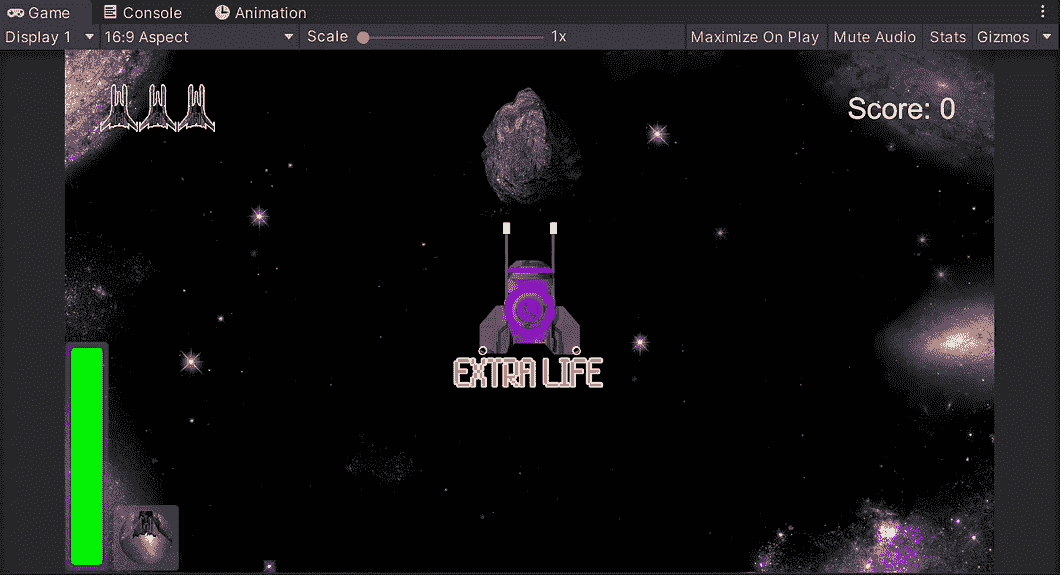 Game Console Animation
Display 1 16:9 Aspect Scale 1x Maximize On Play Mute Audio Stats Gizmos
Score: 0
EXTRA LIFE